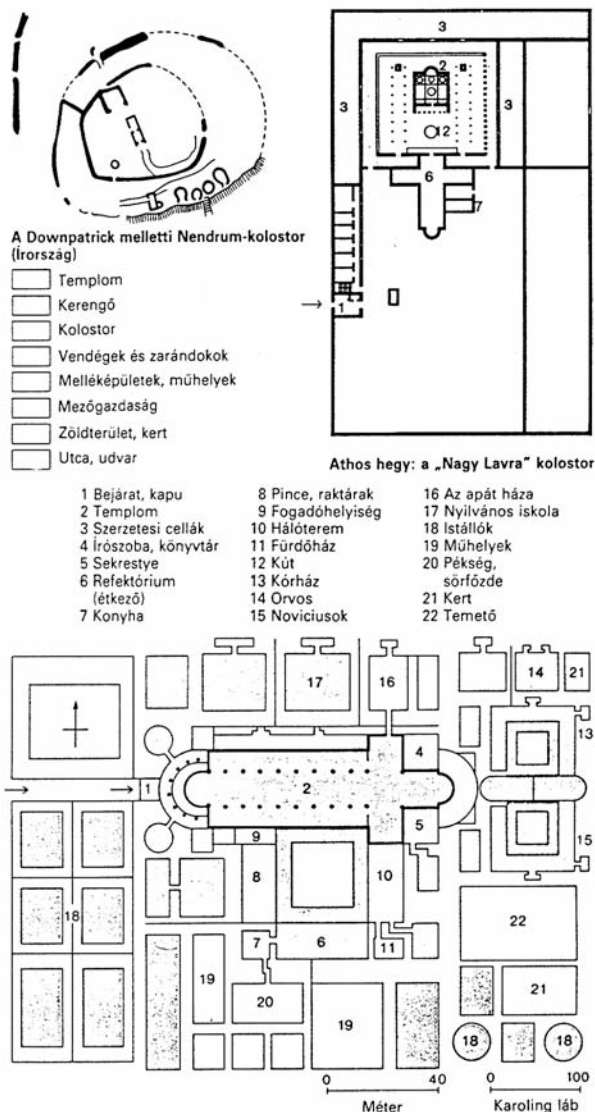 3
2
3
3
12
6
7
1
A Downpatrick melletti Nendrum-kolostor
(Írország)
Templom
Kerengő
Kolostor
Vendégek és zarándokok
Melléképületek, műhelyek
Mezőgazdaság
Zöldterület, kert
Utca, udvar
Athos hegy: a „Nagy Lavra” kolostor
1 Bejárat, kapu
2 Templom
3 Szerzetesi cellák
4 Írószoba, könyvtár
5 Sekrestye
6 Refektórium
(étkező)
7 Konyha
8 Pince, raktárak
9 Fogadóhelyiség
10 Hálóterem
11 Fürdőház
12 Kút
13 Kórház
14 Orvos
15 Noviciusok
16 Az apát háza
17 Nyilvános iskola
18 Istállók
19 Műhelyek
20 Pékség,
sörfőzde
21 Kert
22 Temető
17
16
14
21
13
4
1
2
5
9
15
8
10
18
22
7
6
11
19
20
19
21
18
18
0 40
Méter
0 100
Karoling láb